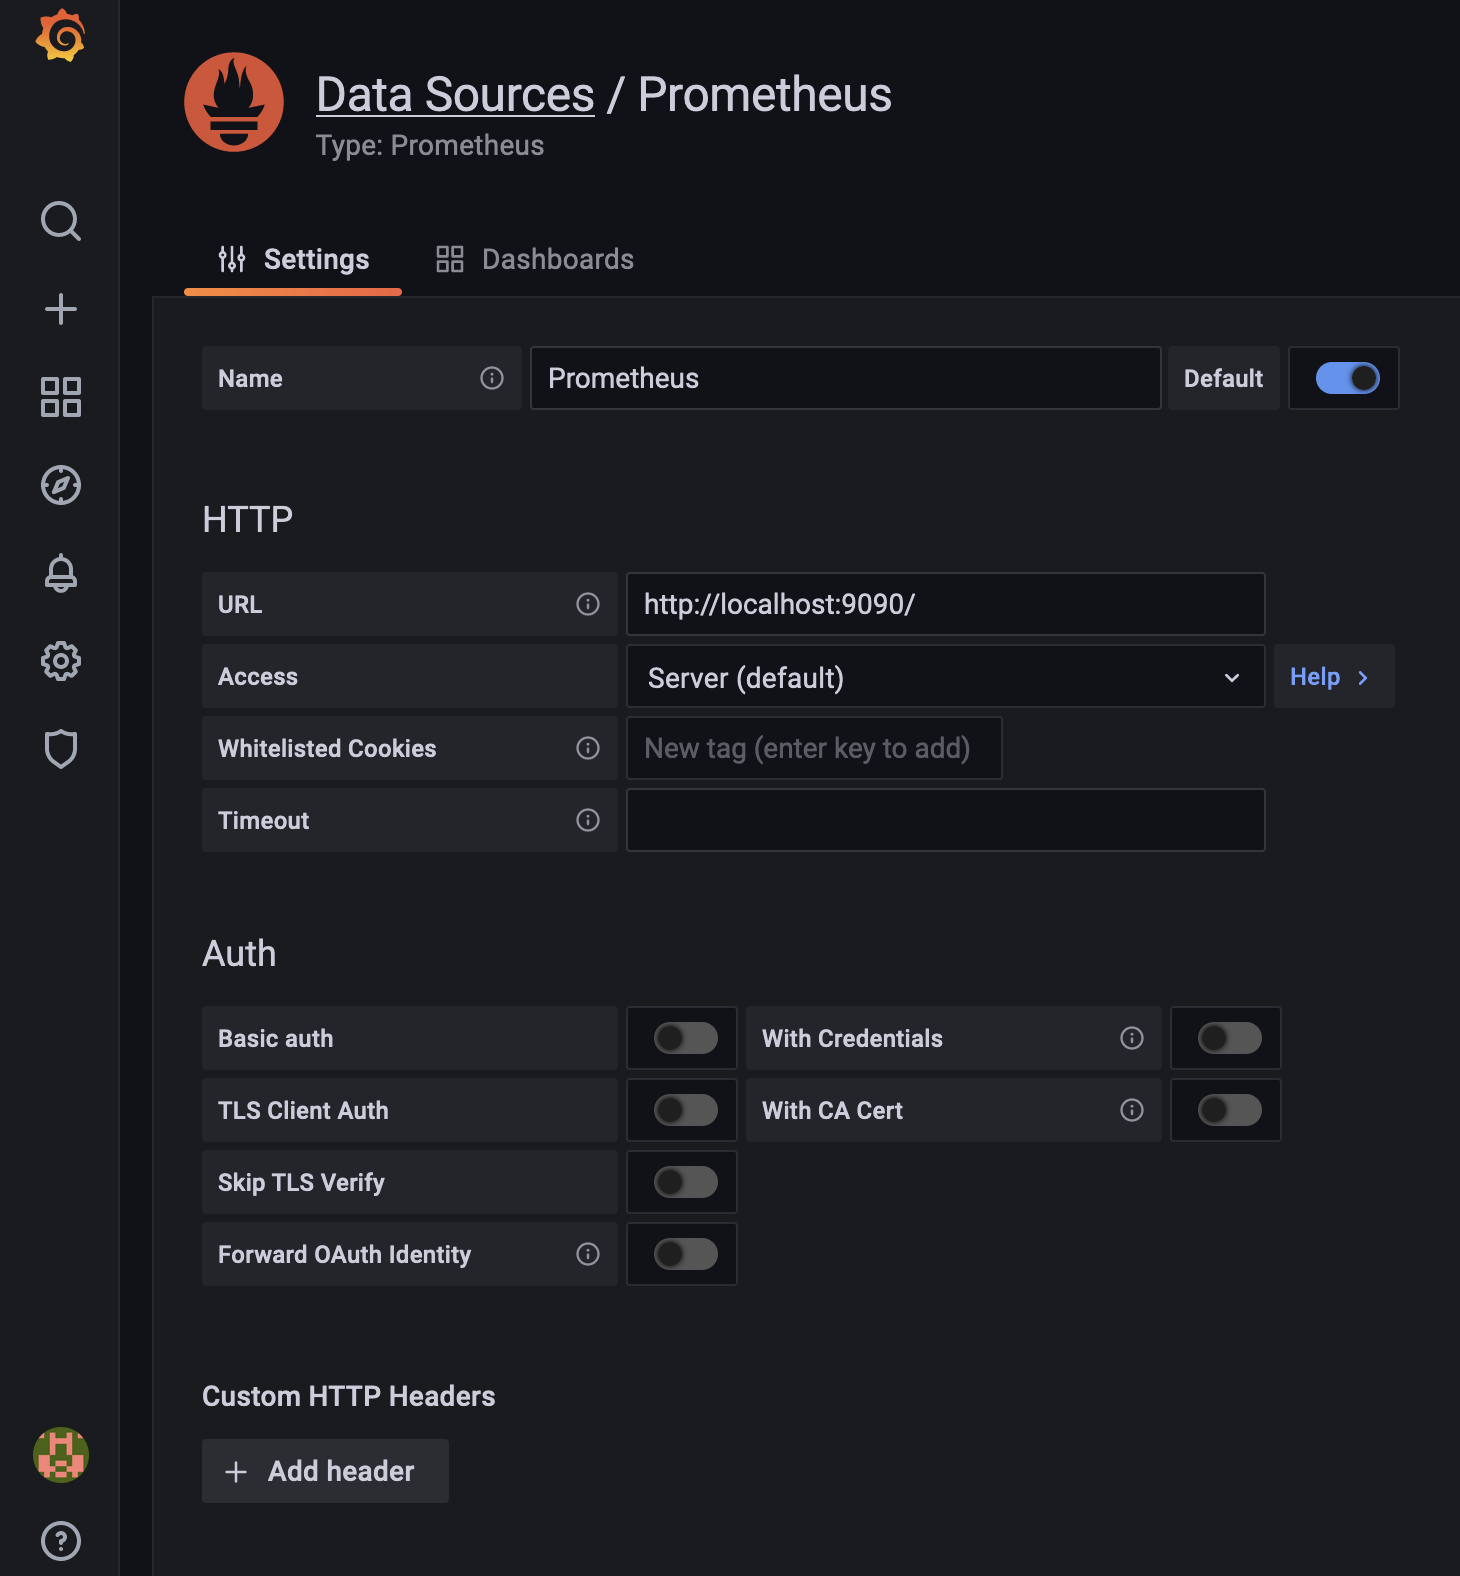 Data Sources / Prometheus
Type: Prometheus
Settings Dashboards
Name Prometheus Default
HTTP
URL http://localhost:9090/
Access Server (default) Help
Whitelisted Cookies New tag (enter key to add)
Timeout
Auth
Basic auth With Credentials
TLS Client Auth With CA Cert
Skip TLS Verify
Forward OAuth Identity
Custom HTTP Headers
+ Add header